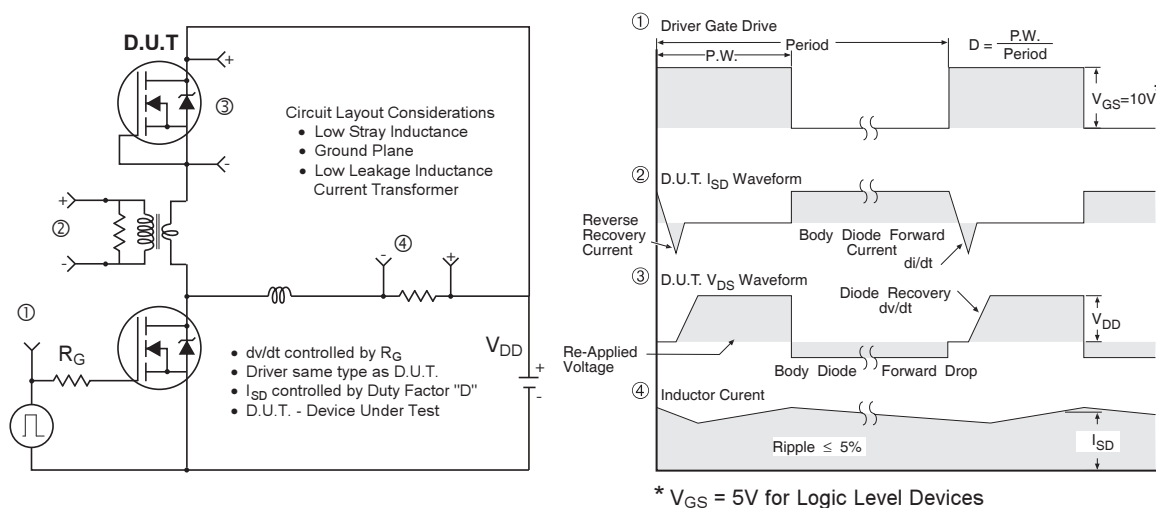 D.U.T
+
③
-
Circuit Layout Considerations
• Low Stray Inductance
• Ground Plane
• Low Leakage Inductance
Current Transformer
+
②
-
④
- +
①
R_G
V_DD
+
-
• dv/dt controlled by R_G
• Driver same type as D.U.T.
• I_SD controlled by Duty Factor "D"
• D.U.T. - Device Under Test
① Driver Gate Drive
P.W.
Period
D = P.W. / Period
V_GS=10V*
② D.U.T. I_SD Waveform
Reverse
Recovery
Current
Body Diode Forward
Current
di/dt
③ D.U.T. V_DS Waveform
Diode Recovery
dv/dt
V_DD
Re-Applied
Voltage
Body Diode Forward Drop
④ Inductor Curent
Ripple ≤ 5%
I_SD
* V_GS = 5V for Logic Level Devices